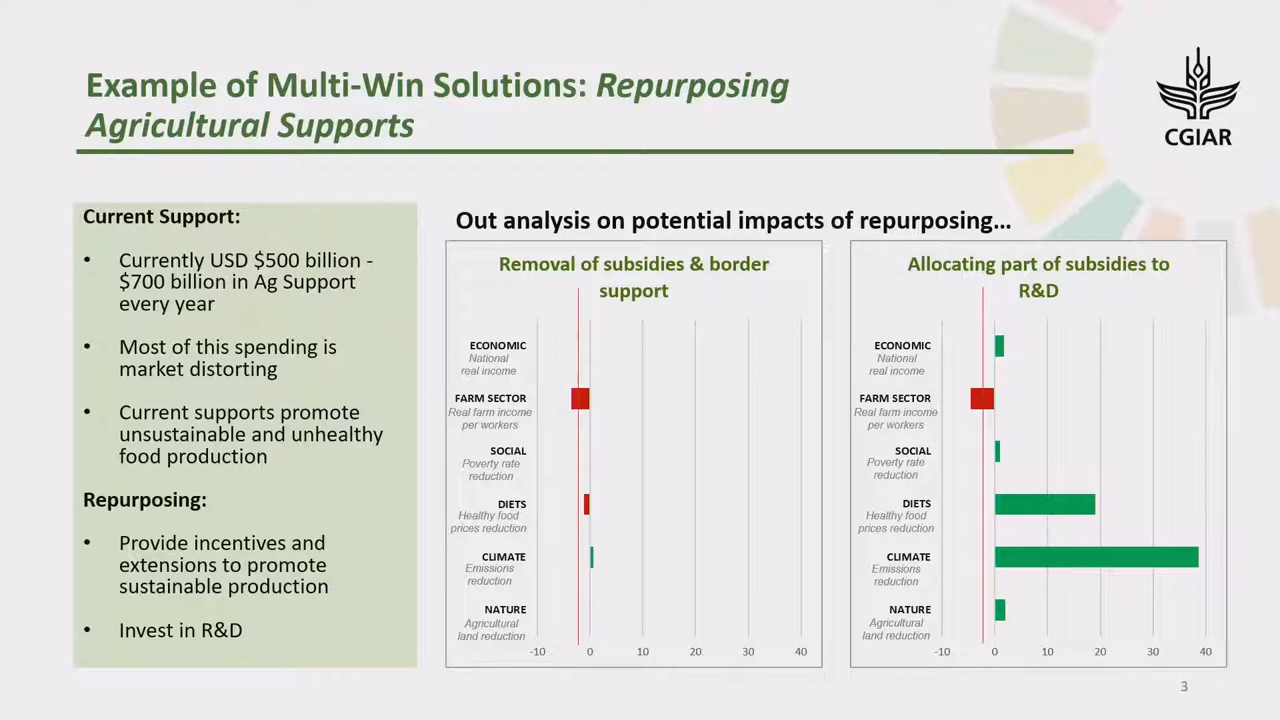 Example of Multi-Win Solutions: Repurposing
Agricultural Supports
CGIAR
Current Support:
• Currently USD $500 billion -
$700 billion in Ag Support
every year
• Most of this spending is
market distorting
• Current supports promote
unsustainable and unhealthy
food production
Repurposing:
• Provide incentives and
extensions to promote
sustainable production
• Invest in R&D
Out analysis on potential impacts of repurposing...
Removal of subsidies & border
support
ECONOMIC
National
real income
FARM SECTOR
Real farm income
per workers
SOCIAL
Poverty rate
reduction
DIETS
Healthy food
prices reduction
CLIMATE
Emissions
reduction
NATURE
Agricultural
land reduction
-10 0 10 20 30 40
Allocating part of subsidies to
R&D
ECONOMIC
National
real income
FARM SECTOR
Real farm income
per workers
SOCIAL
Poverty rate
reduction
DIETS
Healthy food
prices reduction
CLIMATE
Emissions
reduction
NATURE
Agricultural
land reduction
-10 0 10 20 30 40
3